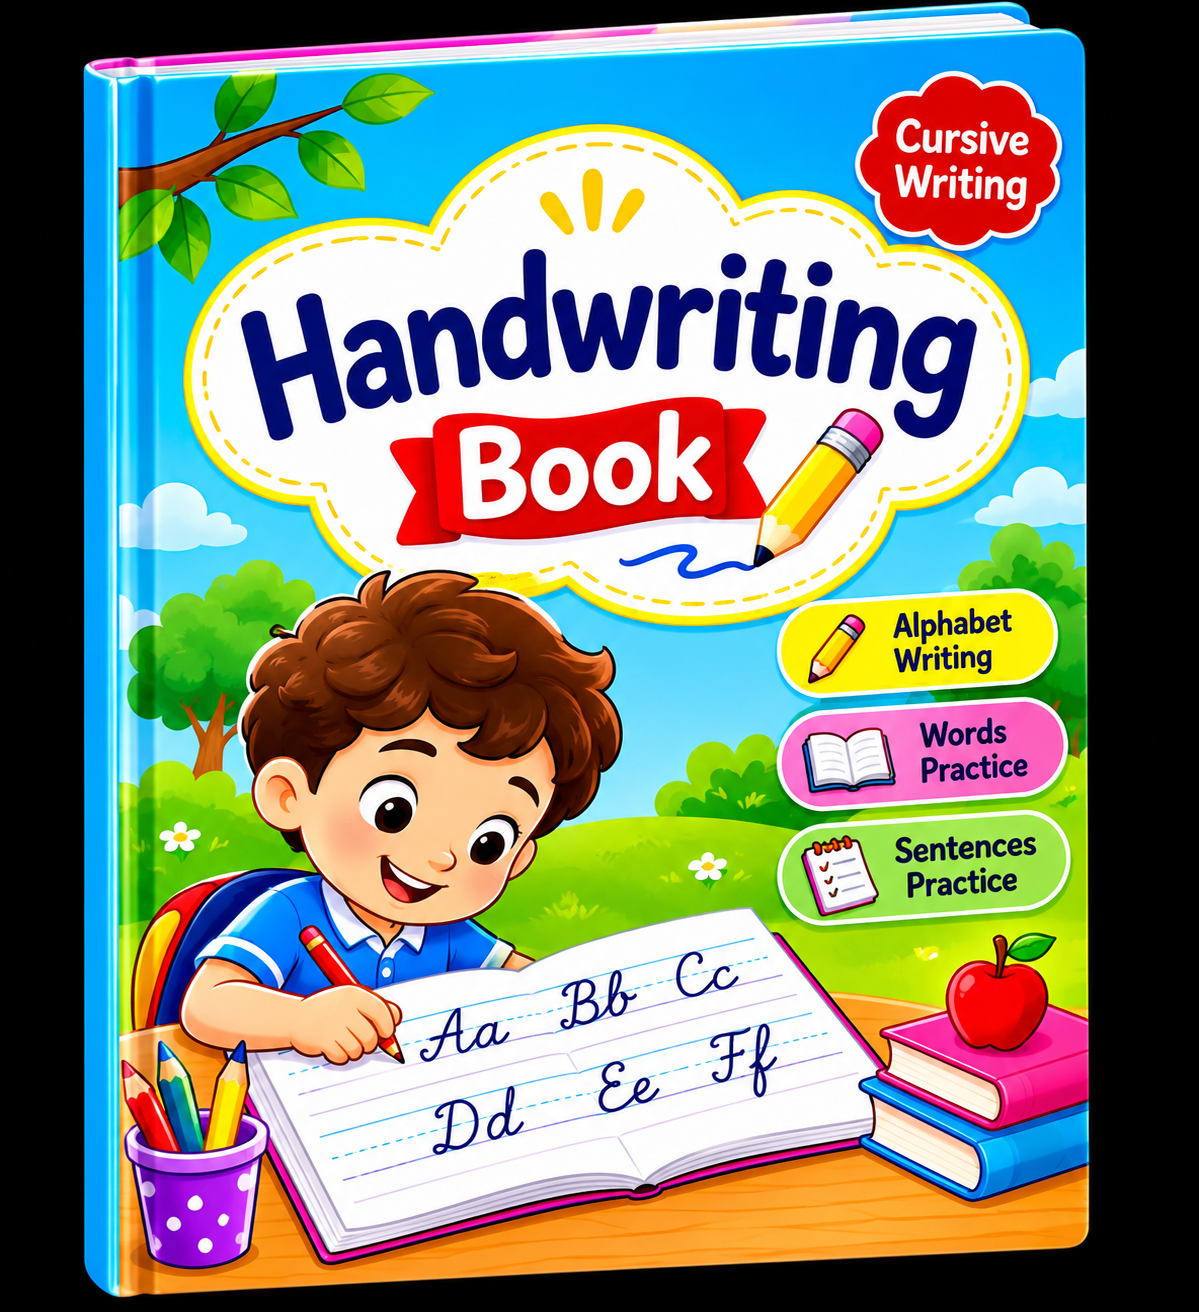 Cursive
Writing
Handwriting
Book
Alphabet
Writing
Words
Practice
Sentences
Practice
Aa Bb Cc
Dd Ee Ff